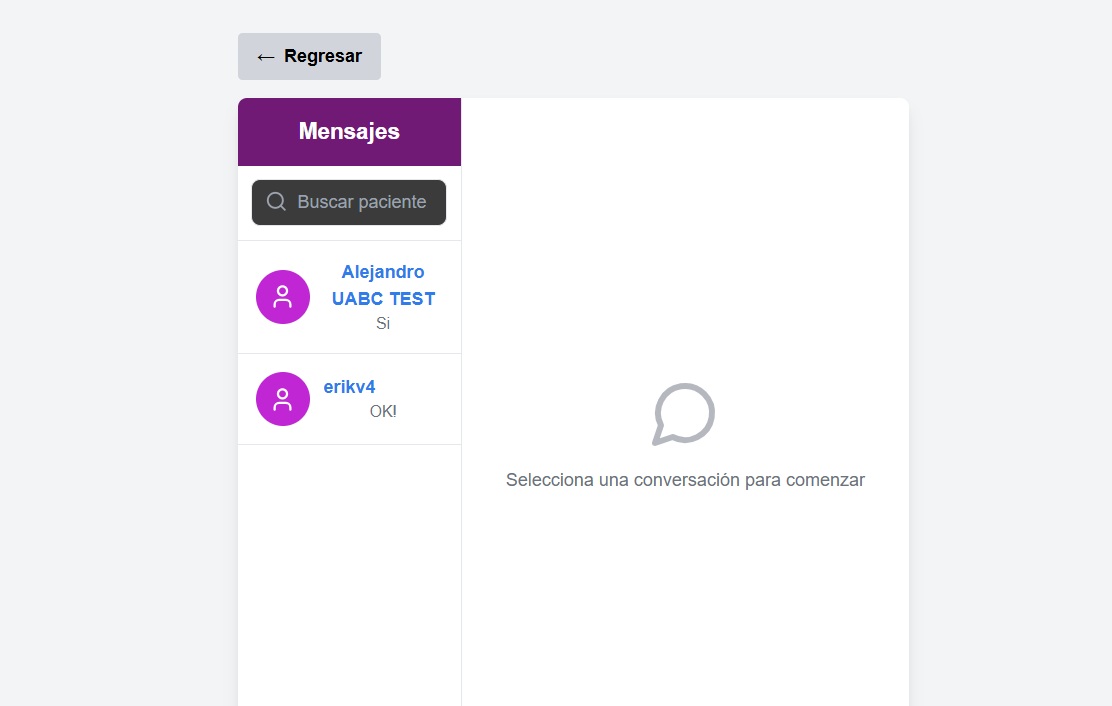 ← Regresar
Mensajes
Buscar paciente
Alejandro
UABC TEST
Si
erikv4
OK!
Selecciona una conversación para comenzar